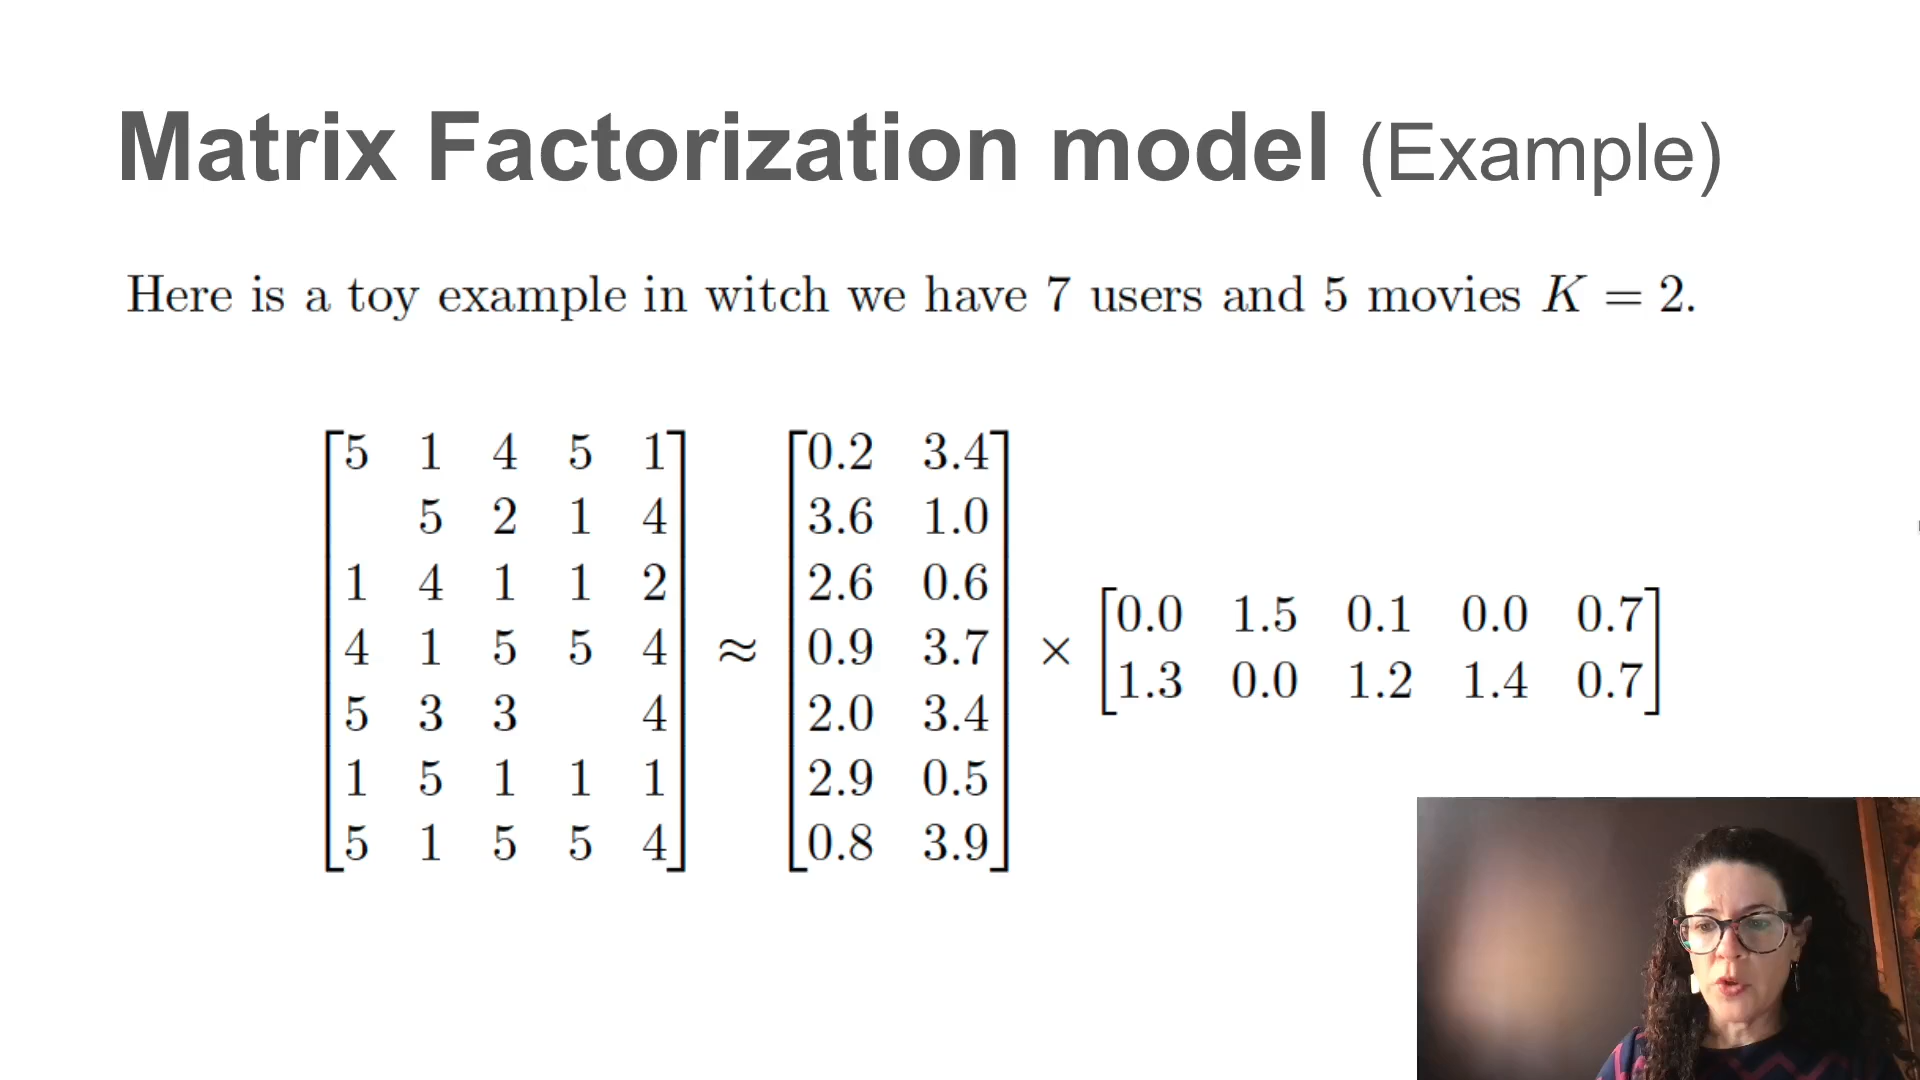 Matrix Factorization model (Example)
Here is a toy example in witch we have 7 users and 5 movies K = 2.
5 1 4 5 1
5 2 1 4
1 4 1 1 2
4 1 5 5 4
5 3 3 4
1 5 1 1 1
5 1 5 5 4
≈
0.2 3.4
3.6 1.0
2.6 0.6
0.9 3.7
2.0 3.4
2.9 0.5
0.8 3.9
×
0.0 1.5 0.1 0.0 0.7
1.3 0.0 1.2 1.4 0.7